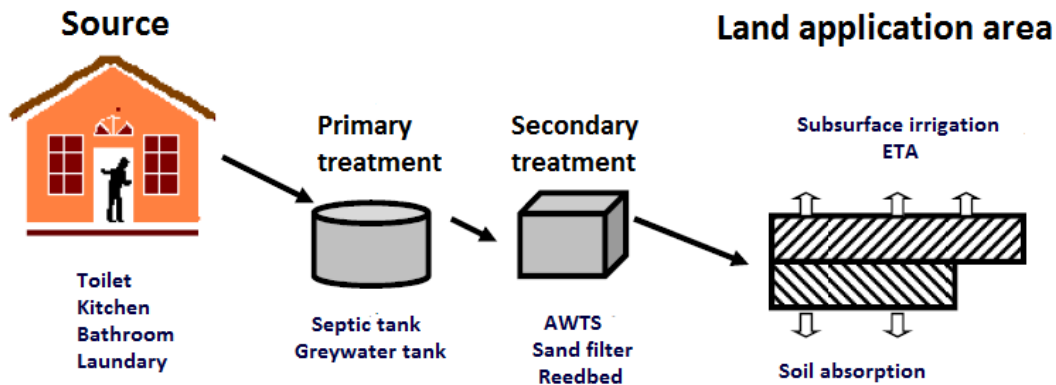 Source
Land application area
Primary
treatment
Secondary
treatment
Subsurface irrigation
ETA
Toilet
Kitchen
Bathroom
Laundary
Septic tank
Greywater tank
AWTS
Sand filter
Reedbed
Soil absorption